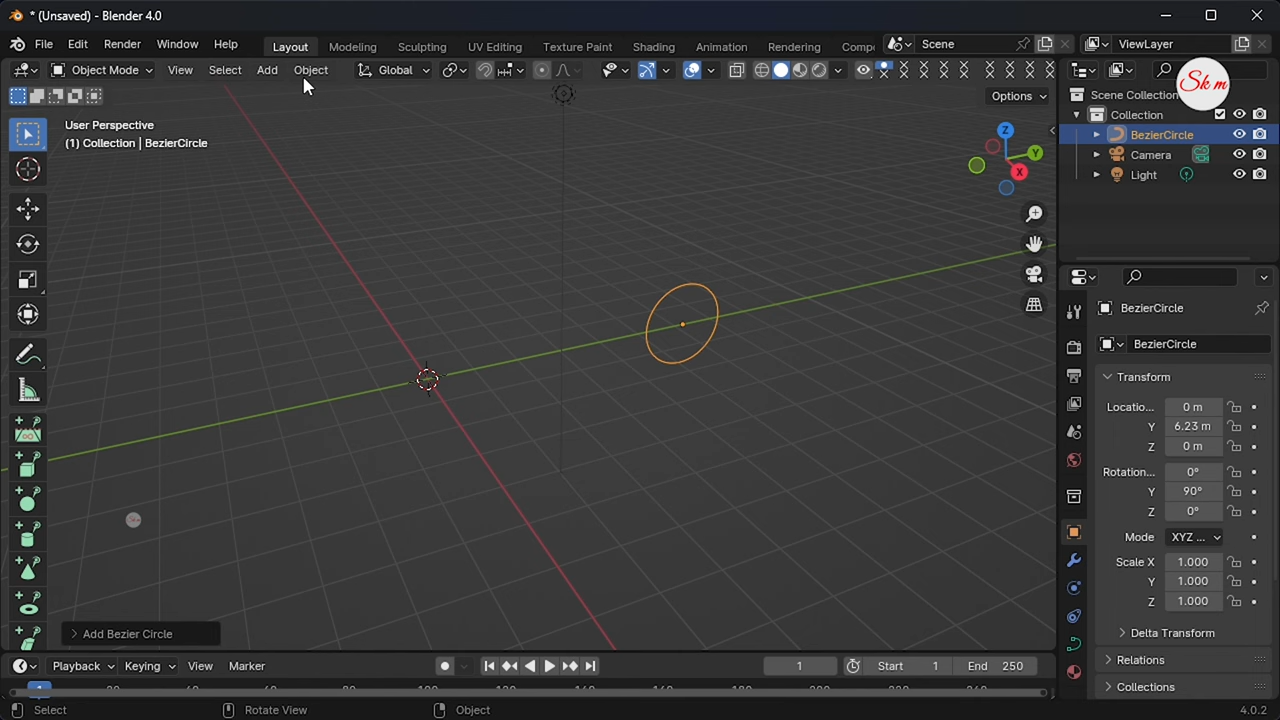 * (Unsaved) - Blender 4.0
File Edit Render Window Help Layout Modeling Sculpting UV Editing Texture Paint Shading Animation Rendering Comp Scene ViewLayer
Object Mode View Select Add Object Global
Options
User Perspective
(1) Collection | BezierCircle
Z
Y
X
Sk m
Scene Collection
Collection
BezierCircle
Camera
Light
BezierCircle
BezierCircle
Transform
Locatio... 0 m
Y 6.23 m
Z 0 m
Rotation... 0°
Y 90°
Z 0°
Mode XYZ ...
Scale X 1.000
Y 1.000
Z 1.000
Delta Transform
Relations
Collections
Add Bezier Circle
Playback Keying View Marker 1 Start 1 End 250
1
Select Rotate View Object 4.0.2